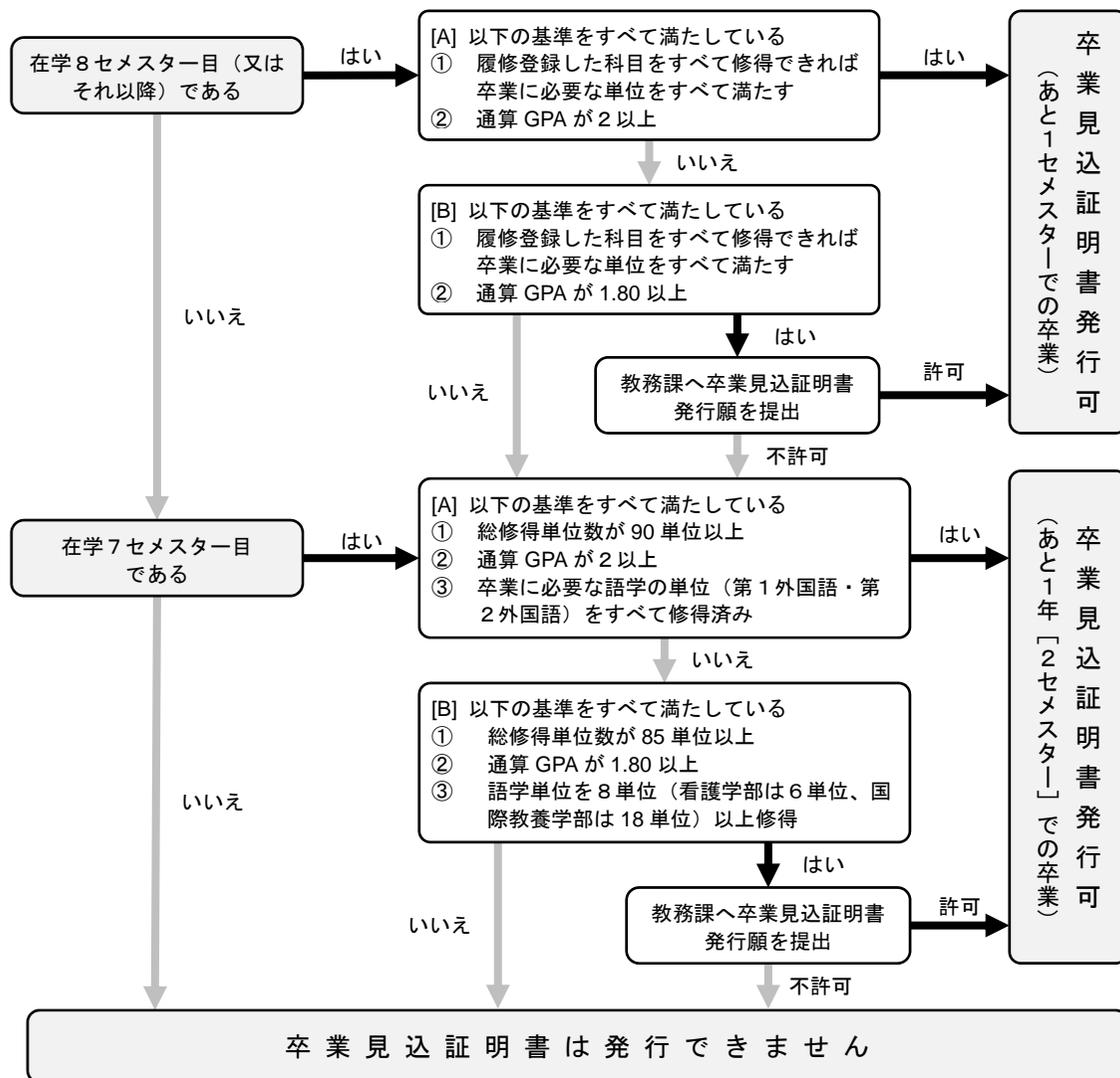 在学８セメスター目（又は
それ以降）である
はい
[A] 以下の基準をすべて満たしている
① 履修登録した科目をすべて修得できれば
卒業に必要な単位をすべて満たす
② 通算 GPA が２以上
はい
卒業見込証明書発行可
（あと１セメスターでの卒業）
いいえ
[B] 以下の基準をすべて満たしている
① 履修登録した科目をすべて修得できれば
卒業に必要な単位をすべて満たす
② 通算 GPA が 1.80 以上
いいえ
はい
いいえ
教務課へ卒業見込証明書
発行願を提出
許可
不許可
在学７セメスター目
である
はい
[A] 以下の基準をすべて満たしている
① 総修得単位数が 90 単位以上
② 通算 GPA が２以上
③ 卒業に必要な語学の単位（第１外国語・第
２外国語）をすべて修得済み
はい
卒業見込証明書発行可
（あと１年［２セメスター］での卒業）
いいえ
[B] 以下の基準をすべて満たしている
① 総修得単位数が 85 単位以上
② 通算 GPA が 1.80 以上
③ 語学単位を８単位（看護学部は６単位、国
際教養学部は 18 単位）以上修得
いいえ
はい
いいえ
教務課へ卒業見込証明書
発行願を提出
許可
不許可
卒業見込証明書は発行できません